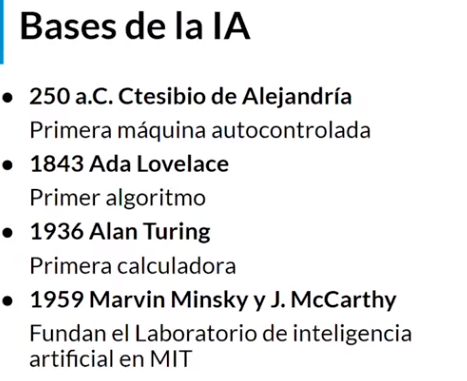 Bases de la IA
• 250 a.C. Ctesibio de Alejandría
Primera máquina autocontrolada
• 1843 Ada Lovelace
Primer algoritmo
• 1936 Alan Turing
Primera calculadora
• 1959 Marvin Minsky y J. McCarthy
Fundan el Laboratorio de inteligencia
artificial en MIT